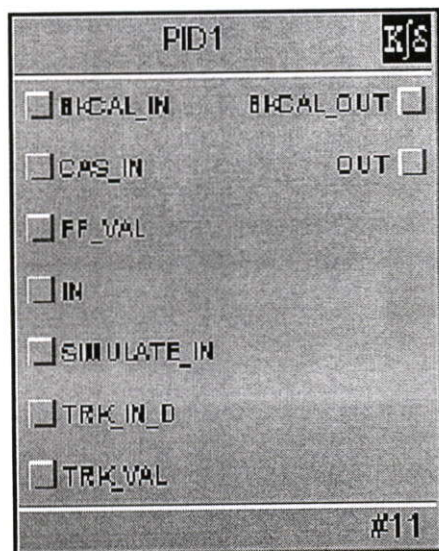 PID1 K∫S
BKCAL_IN BKCAL_OUT
CAS_IN OUT
FF_VAL
IN
SIMULATE_IN
TRK_IN_D
TRK_VAL
#11